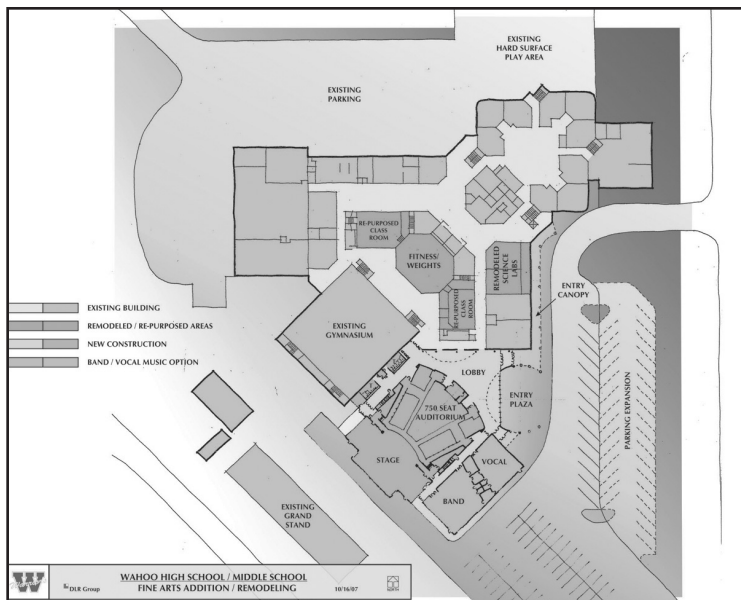 EXISTING
HARD SURFACE
PLAY AREA
EXISTING
PARKING
RE-PURPOSED
CLASS
ROOM
FITNESS/
WEIGHTS
REMODELED
SCIENCE
LABS
RE-PURPOSED
CLASS
ROOM
ENTRY
CANOPY
EXISTING BUILDING
REMODELED / RE-PURPOSED AREAS
NEW CONSTRUCTION
BAND / VOCAL MUSIC OPTION
EXISTING
GYMNASIUM
LOBBY
ENTRY
PLAZA
750 SEAT
AUDITORIUM
PARKING EXPANSION
STAGE
VOCAL
BAND
EXISTING
GRAND
STAND
W
DLR Group
WAHOO HIGH SCHOOL / MIDDLE SCHOOL
FINE ARTS ADDITION / REMODELING
10/16/07
NORTH